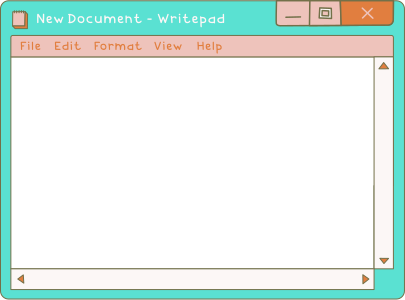 New Document - Writepad
File Edit Format View Help